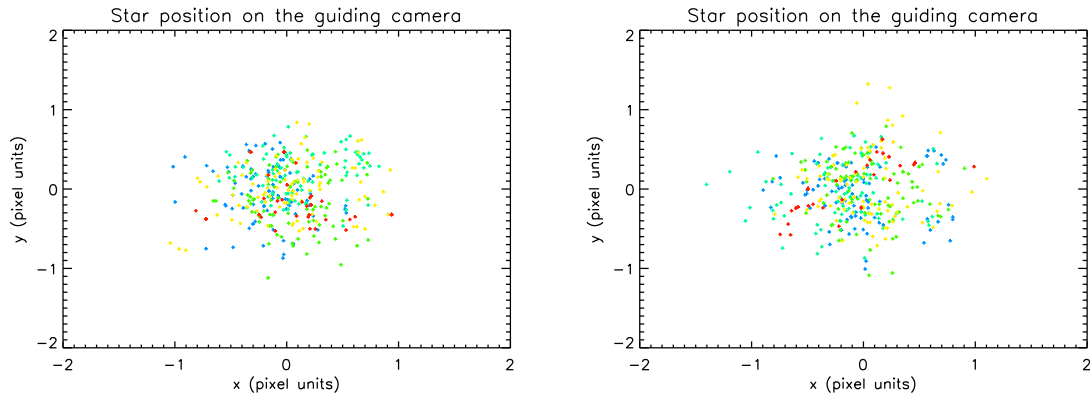 Star position on the guiding camera
2
1
0
−1
−2
y (pixel units)
−2 −1 0 1 2
x (pixel units)
Star position on the guiding camera
2
1
0
−1
−2
y (pixel units)
−2 −1 0 1 2
x (pixel units)